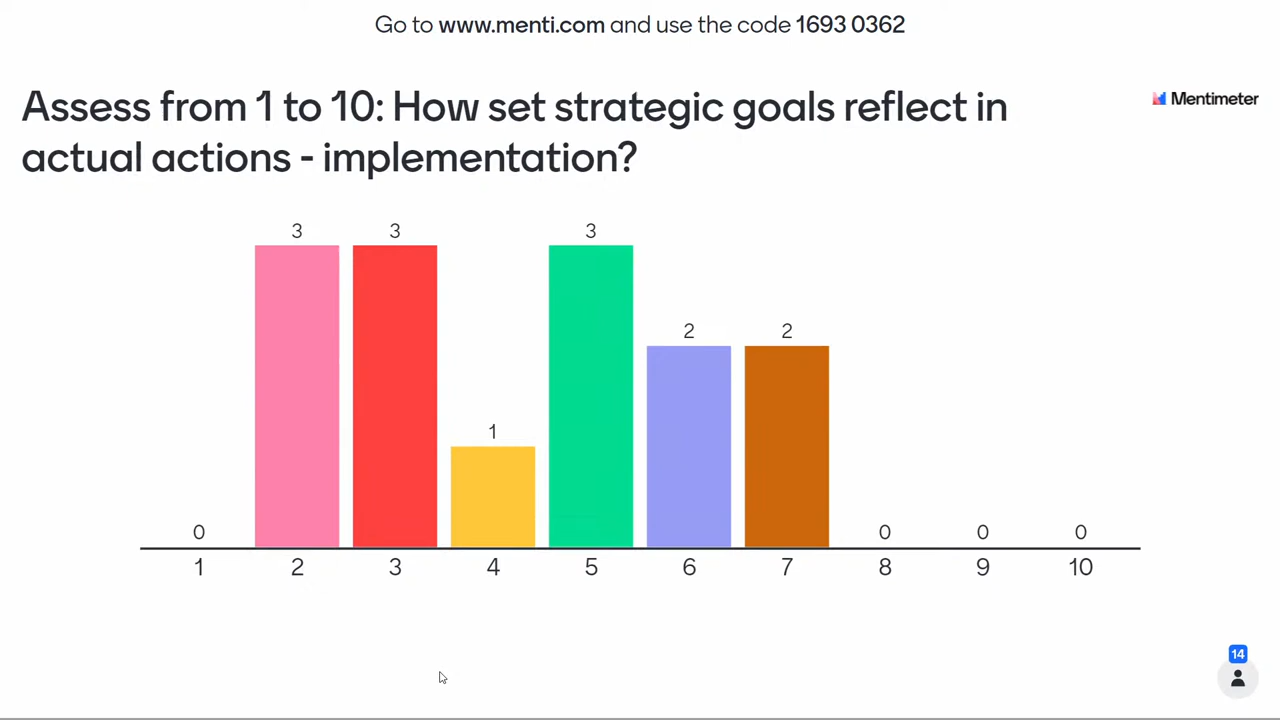 Go to www.menti.com and use the code 1693 0362
Mentimeter
Assess from 1 to 10: How set strategic goals reflect in
actual actions - implementation?
0 3 3 1 3 2 2 0 0 0
1 2 3 4 5 6 7 8 9 10
14